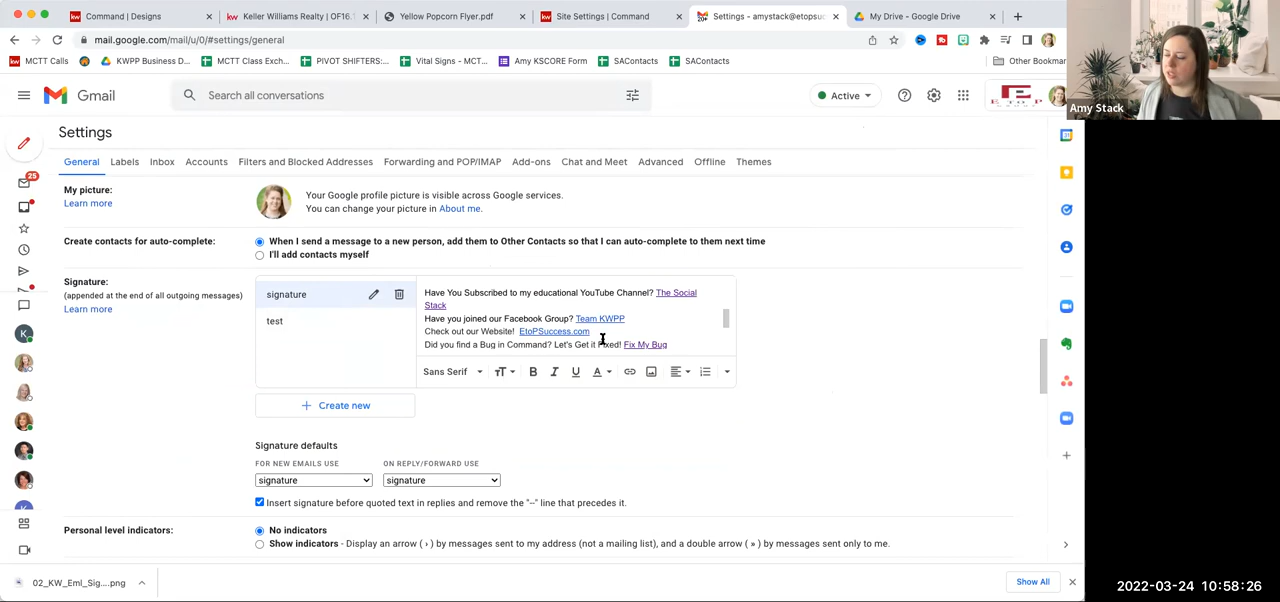 Command | Designs
Keller Williams Realty | OF16.1
Yellow Popcorn Flyer.pdf
Site Settings | Command
Settings - amystack@etopsuc
My Drive - Google Drive
mail.google.com/mail/u/0/#settings/general
MCTT Calls
KWPP Business D...
MCTT Class Exch...
PIVOT SHIFTERS:...
Vital Signs - MCT...
Amy KSCORE Form
SAContacts
SAContacts
Other Bookmar
Amy Stack
Gmail
Search all conversations
Active
Settings
General
Labels
Inbox
Accounts
Filters and Blocked Addresses
Forwarding and POP/IMAP
Add-ons
Chat and Meet
Advanced
Offline
Themes
My picture:
Learn more
Your Google profile picture is visible across Google services.
You can change your picture in About me.
Create contacts for auto-complete:
When I send a message to a new person, add them to Other Contacts so that I can auto-complete to them next time
I'll add contacts myself
Signature:
(appended at the end of all outgoing messages)
Learn more
signature
test
Have You Subscribed to my educational YouTube Channel? The Social
Stack
Have you joined our Facebook Group? Team KWPP
Check out our Website! EtoPSuccess.com
Did you find a Bug in Command? Let's Get it Fixed! Fix My Bug
Sans Serif
Create new
Signature defaults
FOR NEW EMAILS USE
ON REPLY/FORWARD USE
signature
signature
Insert signature before quoted text in replies and remove the "--" line that precedes it.
Personal level indicators:
No indicators
Show indicators - Display an arrow ( › ) by messages sent to my address (not a mailing list), and a double arrow ( » ) by messages sent only to me.
25
K
02_KW_Eml_Sig....png
Show All
2022-03-24 10:58:26